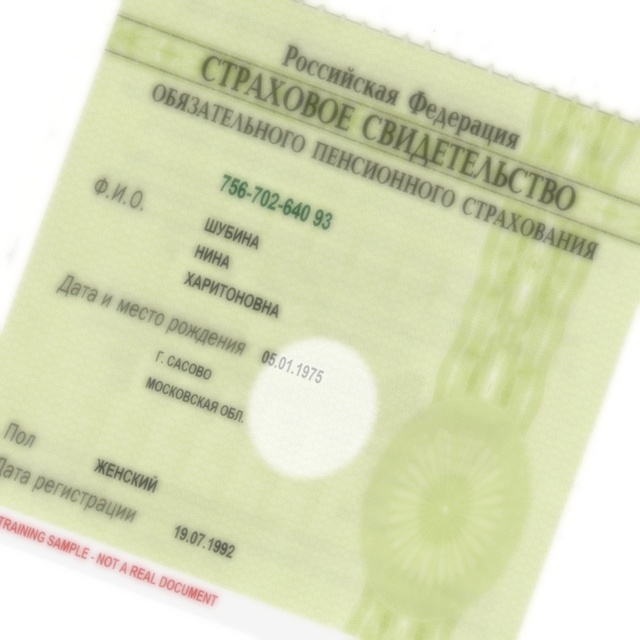 Российская Федерация
СТРАХОВОЕ СВИДЕТЕЛЬСТВО
ОБЯЗАТЕЛЬНОГО ПЕНСИОННОГО СТРАХОВАНИЯ
756-702-640 93
Ф.И.О.
ШУБИНА
НИНА
ХАРИТОНОВНА
Дата и место рождения 05.01.1975
Г. САСОВО
МОСКОВСКАЯ ОБЛ.
Пол ЖЕНСКИЙ
Дата регистрации 19.07.1992
TRAINING SAMPLE - NOT A REAL DOCUMENT